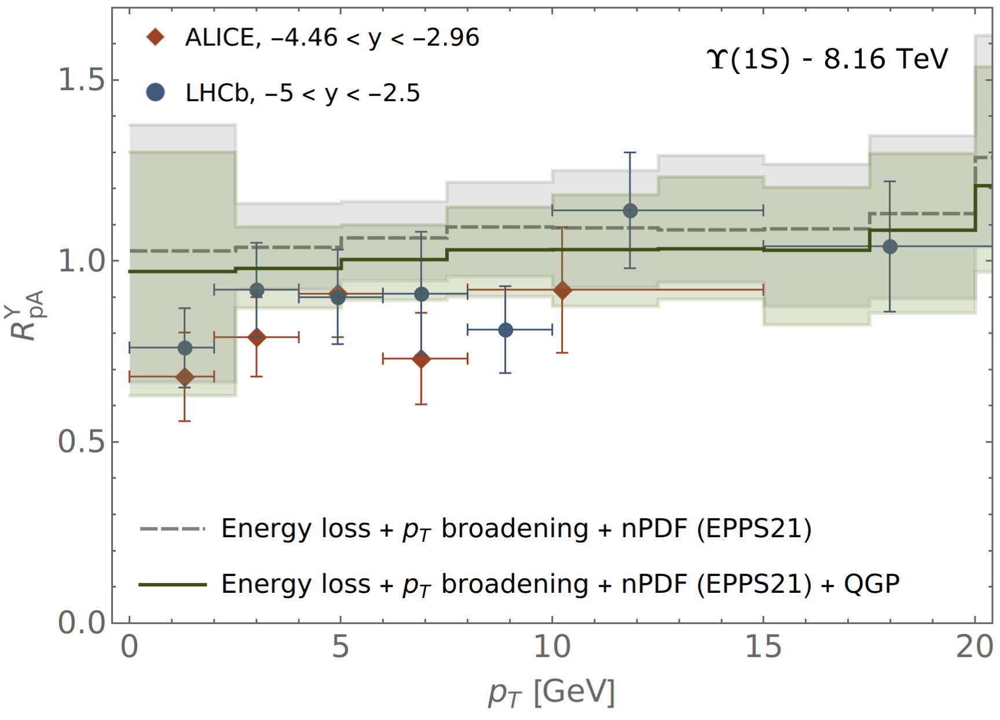 ALICE, –4.46 < y < –2.96
ϒ(1S) - 8.16 TeV
LHCb, –5 < y < –2.5
1.5
1.0
0.5
0.0
R^Y_pA
Energy loss + p_T broadening + nPDF (EPPS21)
Energy loss + p_T broadening + nPDF (EPPS21) + QGP
0 5 10 15 20
p_T [GeV]